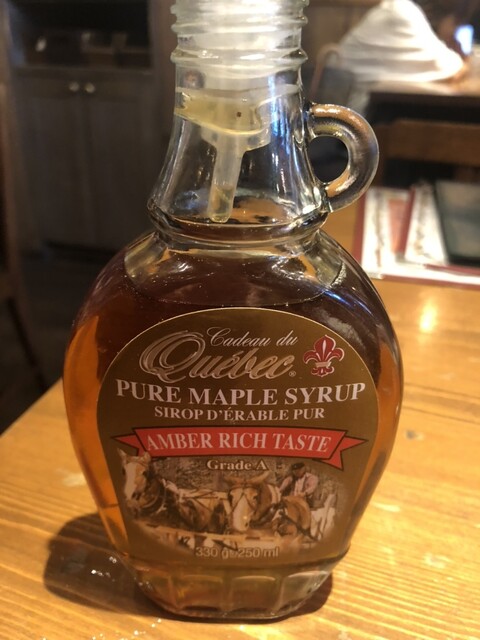 Cadeau du
Québec®
PURE MAPLE SYRUP
SIROP D'ÉRABLE PUR
AMBER RICH TASTE
Grade A
330 g 250 ml